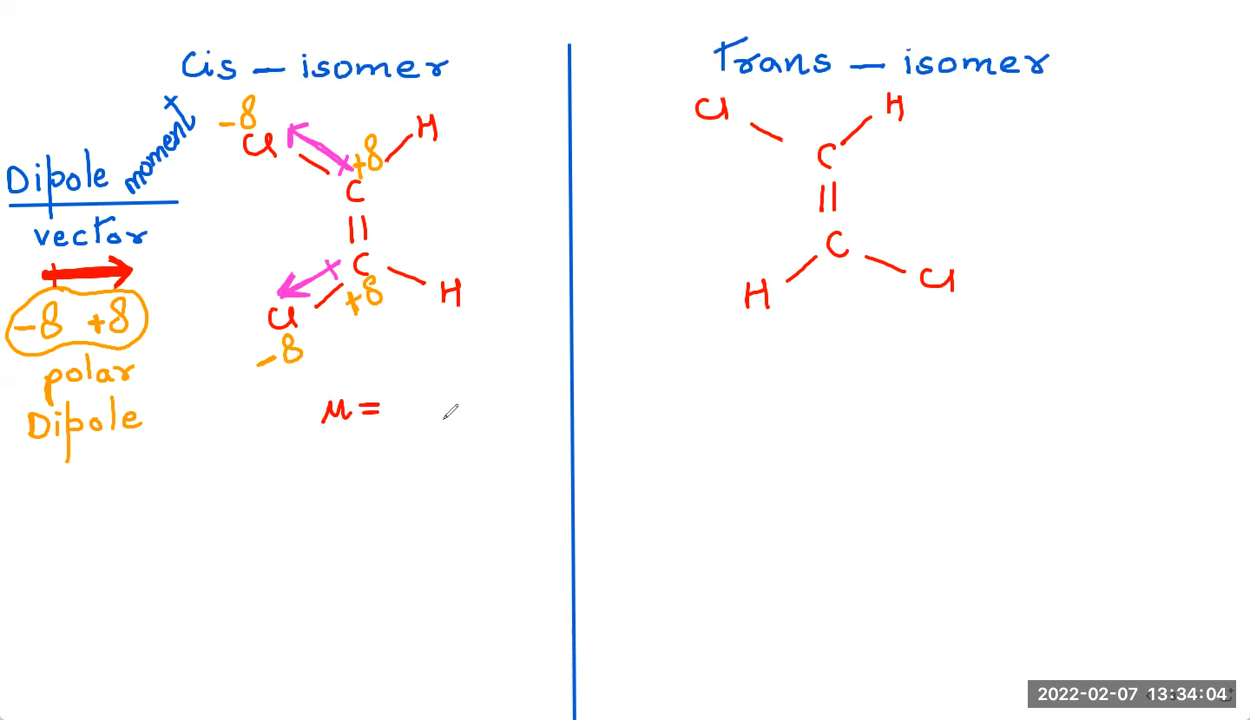 Cis - isomer
Trans - isomer
Dipole moment
vector
-δ +δ
polar
Dipole
-δ
Cl
H
+δ
C
||
C
+δ
H
Cl
-δ
μ =
Cl
H
C
||
C
H
Cl
2022-02-07 13:34:04